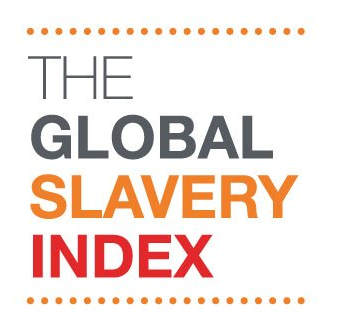 THE
GLOBAL
SLAVERY
INDEX